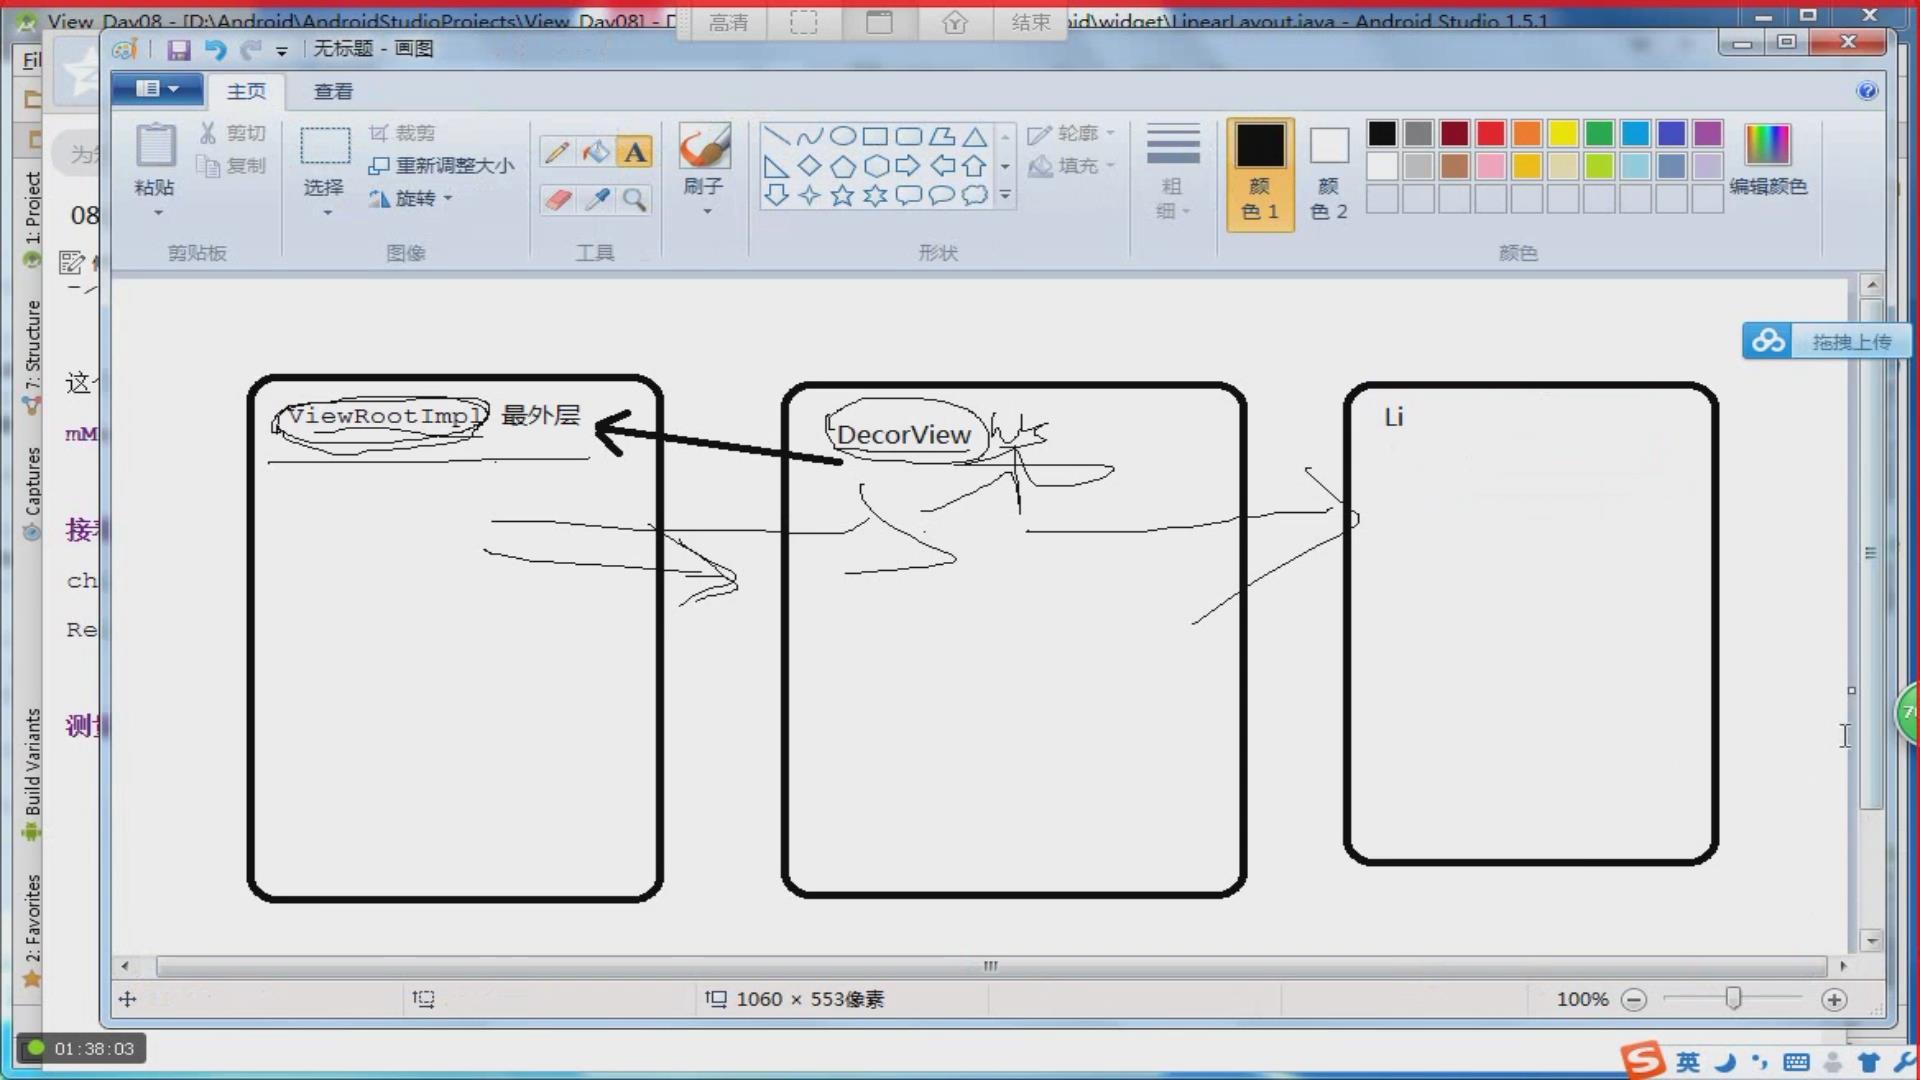 View_Day08 - [D:\Android\AndroidStudioProjects\View_Day08] - D
高清
结束
id\widget\LinearLayout.java - Android Studio 1.5.1
Fil
无标题 - 画图
主页
查看
粘贴
剪切
复制
剪贴板
选择
裁剪
重新调整大小
旋转
图像
A
工具
刷子
形状
轮廓
填充
粗细
颜色 1
颜色 2
编辑颜色
颜色
1: Project
7: Structure
Captures
Build Variants
2: Favorites
08
mM
ch
Re
拖拽上传
ViewRootImpl 最外层
DecorView
Li
1060 × 553像素
100%
01:38:03
英